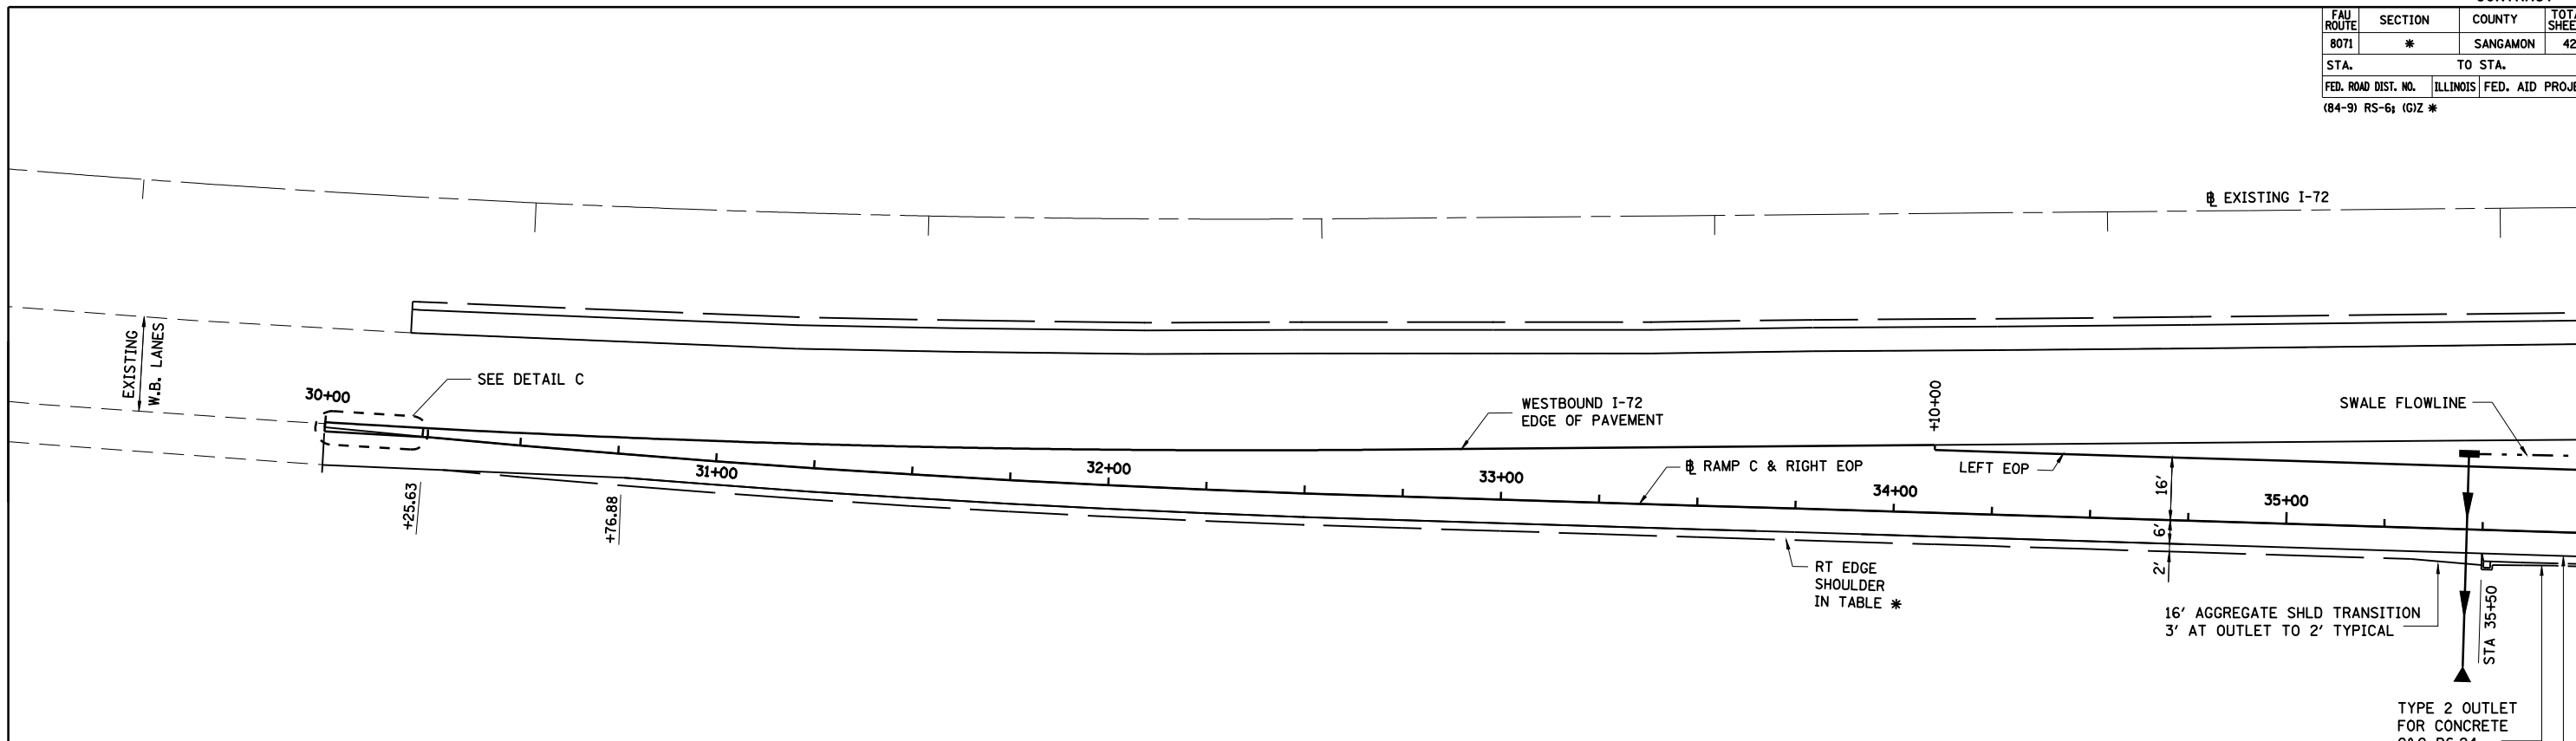 FAU ROUTE SECTION COUNTY
8071 * SANGAMON 42
STA. TO STA.
FED. ROAD DIST. NO. ILLINOIS FED. AID
(84-9) RS-6; (G)Z *
℄ EXISTING I-72
EXISTING
W.B. LANES
SEE DETAIL C
30+00
+25.63
+76.88
31+00
32+00
WESTBOUND I-72
EDGE OF PAVEMENT
33+00
℄ RAMP C & RIGHT EOP
34+00
+10+00
LEFT EOP
SWALE FLOWLINE
16'
6'
2'
35+00
RT EDGE
SHOULDER
IN TABLE *
16' AGGREGATE SHLD TRANSITION
3' AT OUTLET TO 2' TYPICAL
STA 35+50
TYPE 2 OUTLET
FOR CONCRETE